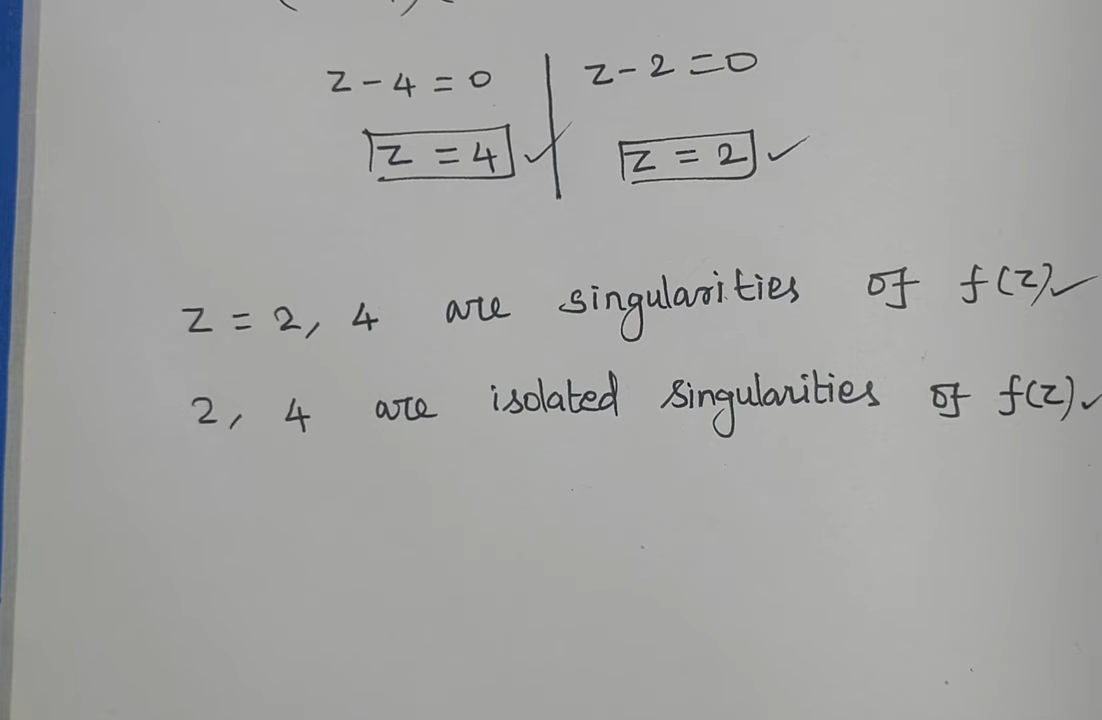 z - 4 = 0 | z - 2 = 0
z = 4 ✓ | z = 2 ✓
z = 2, 4 are singularities of f(z). ✓
2, 4 are isolated singularities of f(z). ✓